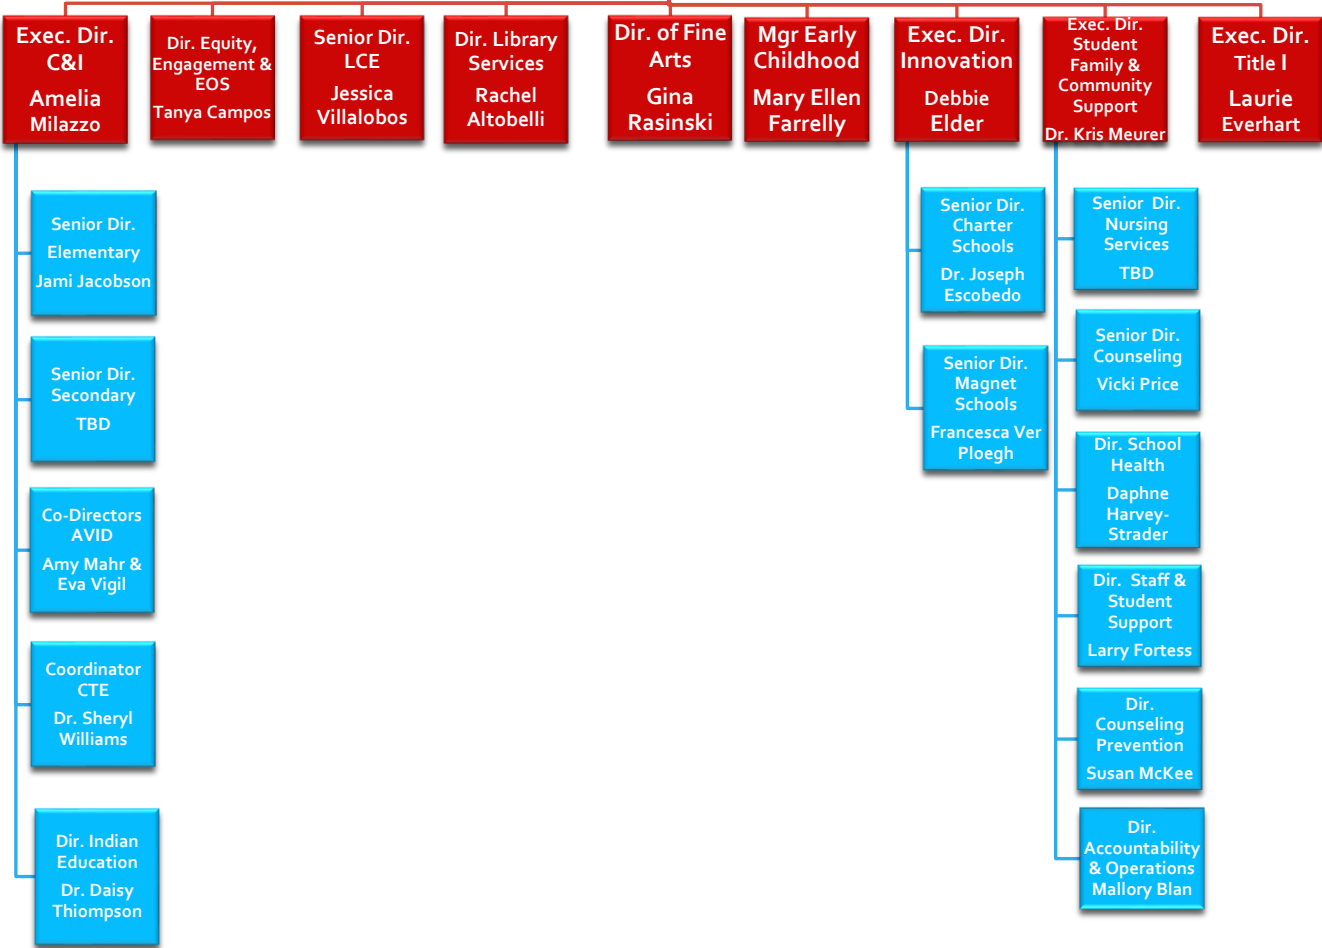 Exec. Dir.
C&I
Amelia
Milazzo
Dir. Equity,
Engagement &
EOS
Tanya Campos
Senior Dir.
LCE
Jessica
Villalobos
Dir. Library
Services
Rachel
Altobelli
Dir. of Fine
Arts
Gina
Rasinski
Mgr Early
Childhood
Mary Ellen
Farrelly
Exec. Dir.
Innovation
Debbie
Elder
Exec. Dir.
Student
Family &
Community
Support
Dr. Kris Meurer
Exec. Dir.
Title I
Laurie
Everhart
Senior Dir.
Elementary
Jami Jacobson
Senior Dir.
Secondary
TBD
Co-Directors
AVID
Amy Mahr &
Eva Vigil
Coordinator
CTE
Dr. Sheryl
Williams
Dir. Indian
Education
Dr. Daisy
Thiompson
Senior Dir.
Charter
Schools
Dr. Joseph
Escobedo
Senior Dir.
Magnet
Schools
Francesca Ver
Ploegh
Senior Dir.
Nursing
Services
TBD
Senior Dir.
Counseling
Vicki Price
Dir. School
Health
Daphne
Harvey-
Strader
Dir. Staff &
Student
Support
Larry Fortess
Dir.
Counseling
Prevention
Susan McKee
Dir.
Accountability
& Operations
Mallory Blan